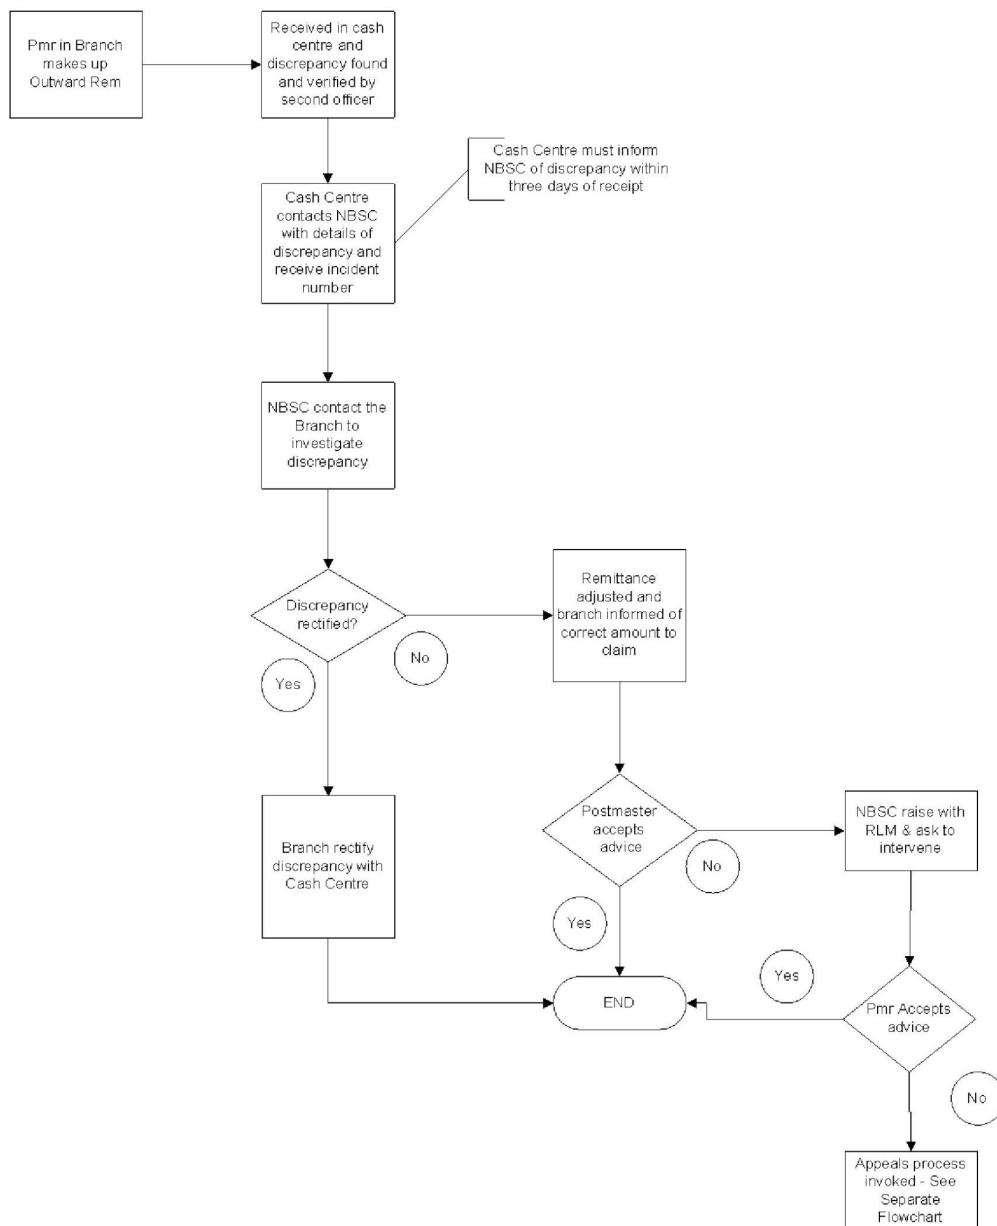 Pmr in Branch
makes up
Outward Rem
Received in cash
centre and
discrepancy found
and verified by
second officer
Cash Centre must inform
NBSC of discrepancy within
three days of receipt
Cash Centre
contacts NBSC
with details of
discrepancy and
receive incident
number
NBSC contact the
Branch to
investigate
discrepancy
Discrepancy
rectified?
No
Yes
Remittance
adjusted and
branch informed of
correct amount to
claim
Branch rectify
discrepancy with
Cash Centre
Postmaster
accepts
advice
No
Yes
NBSC raise with
RLM & ask to
intervene
Yes
END
Pmr Accepts
advice
No
Appeals process
invoked - See
Separate
Flowchart